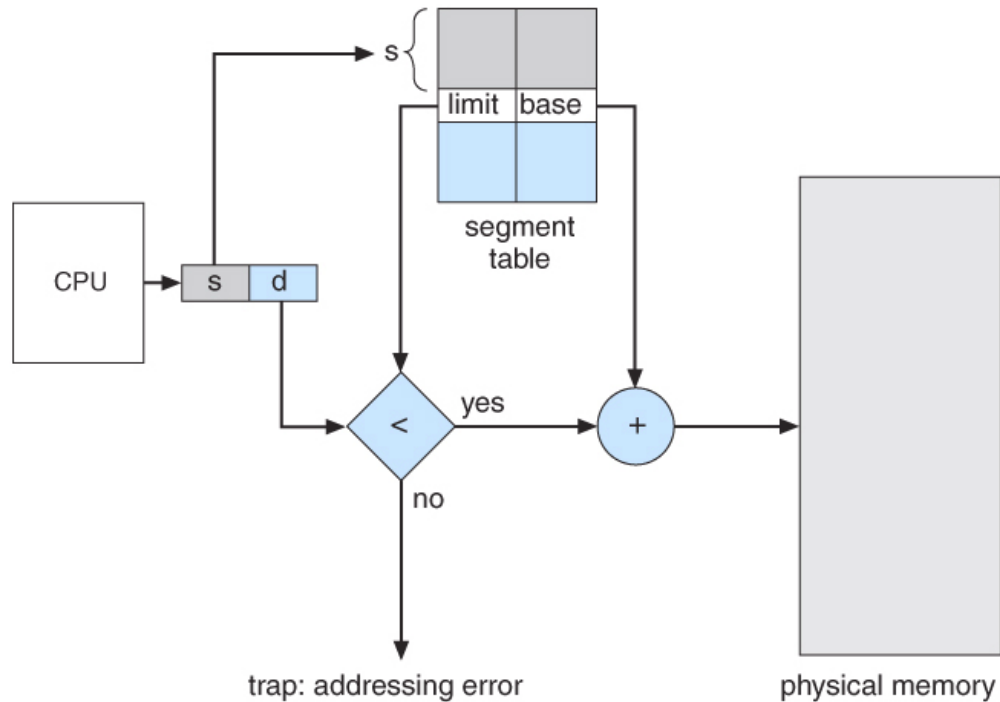 s
limit base
segment
table
CPU
s d
<
yes
+
no
trap: addressing error
physical memory